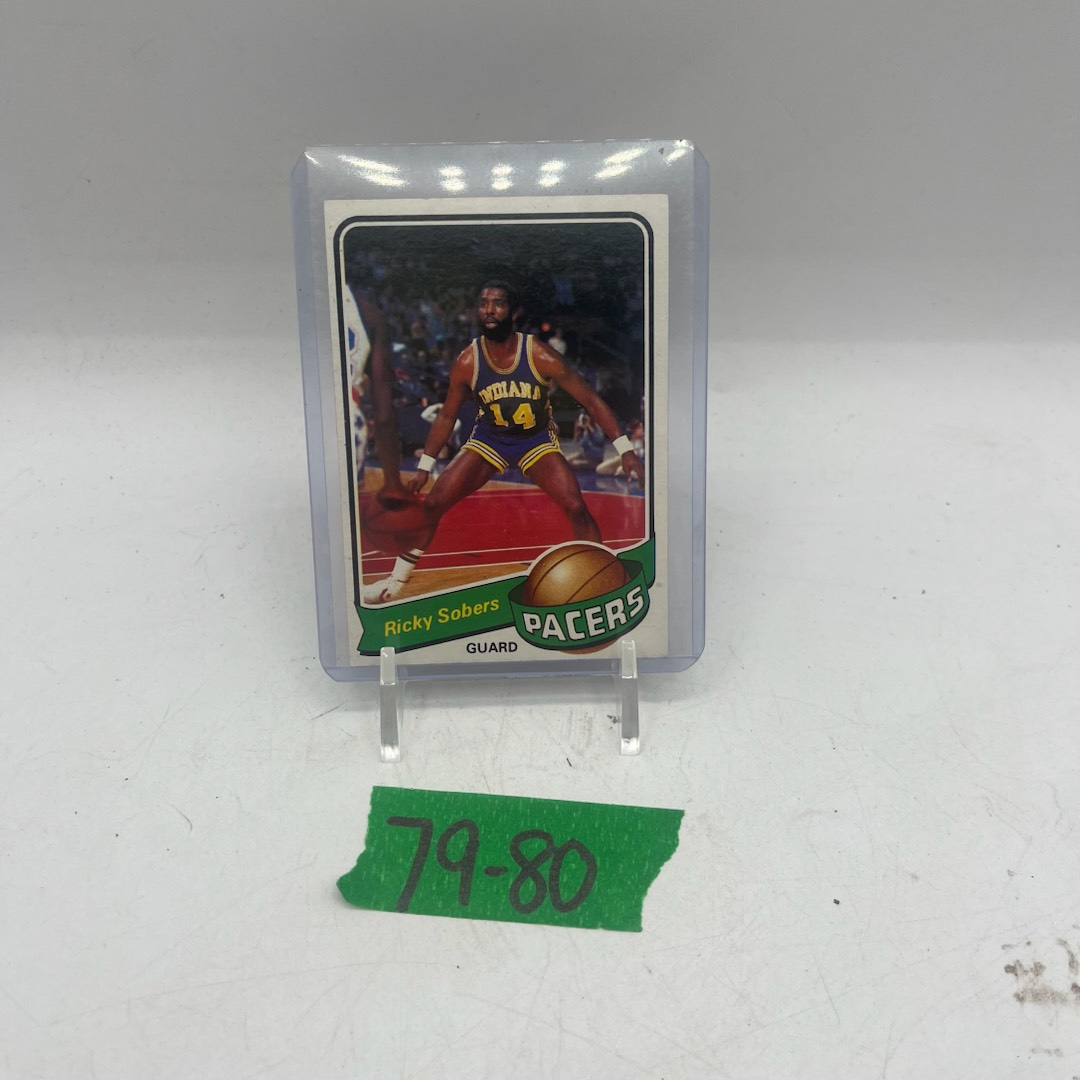 INDIANA
14
Ricky Sobers
PACERS
GUARD
79-80